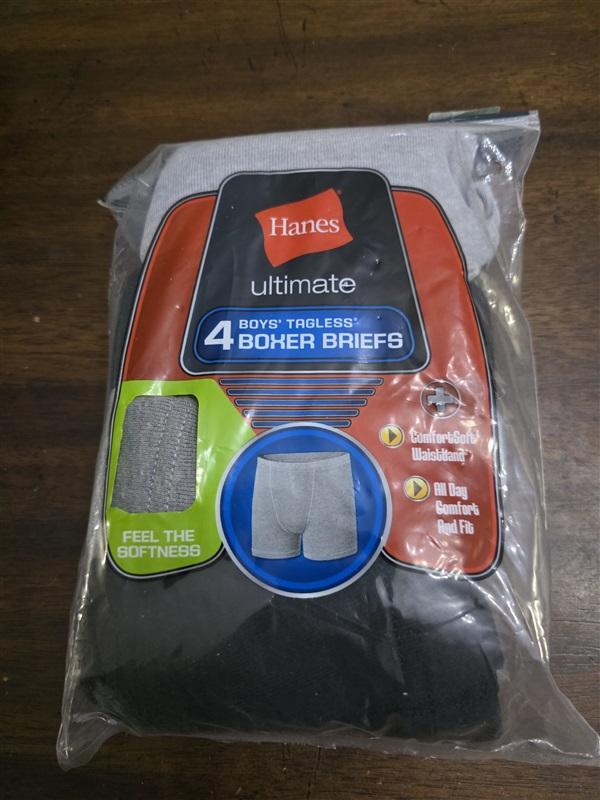 Hanes
ultimate
4 BOYS' TAGLESS®
BOXER BRIEFS
ComfortSoft
Waistband®
All Day
Comfort
And Fit
FEEL THE
SOFTNESS